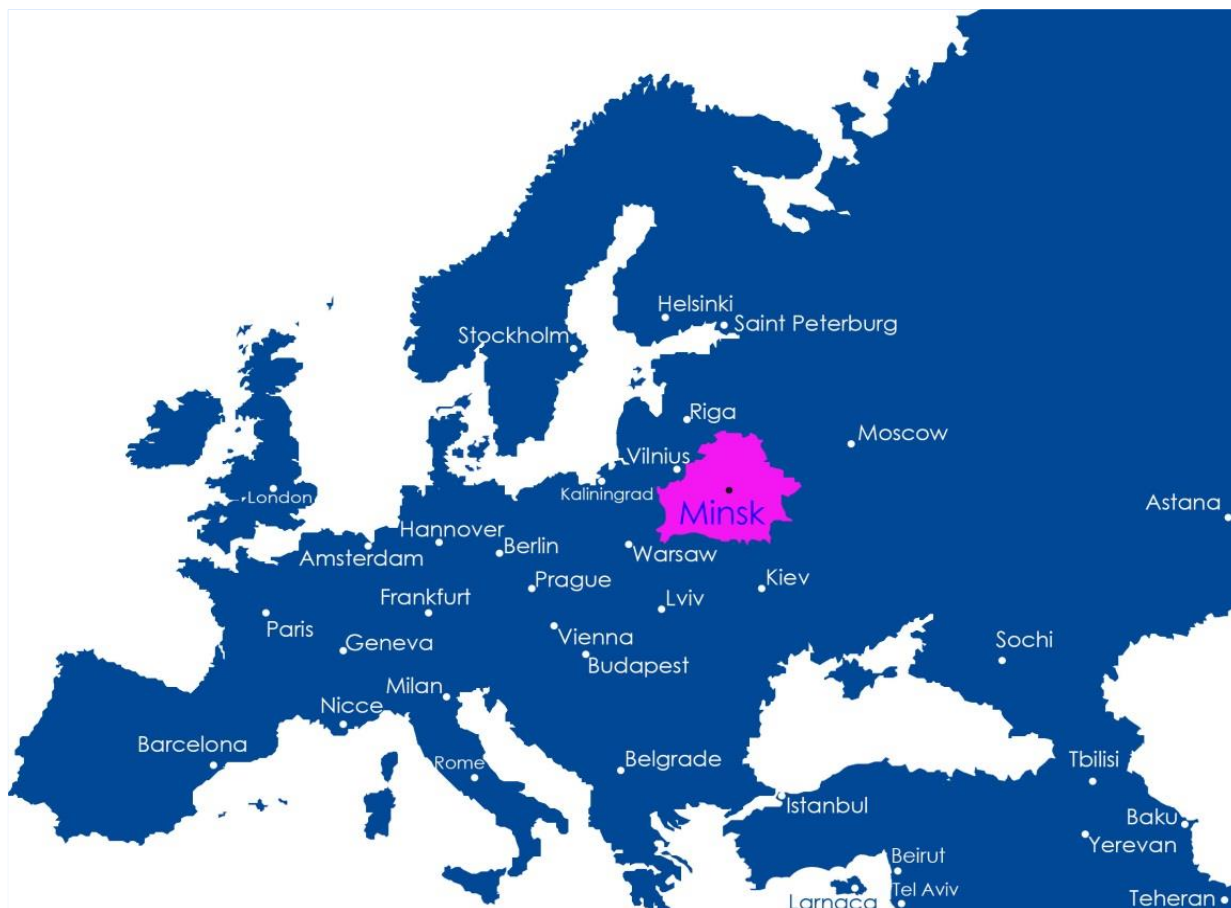 Helsinki
Saint Peterburg
Stockholm
Riga
Moscow
Vilnius
Kaliningrad
London
Minsk
Astana
Hannover
Amsterdam
Berlin
Warsaw
Prague
Kiev
Frankfurt
Lviv
Paris
Vienna
Geneva
Budapest
Sochi
Milan
Nicce
Barcelona
Rome
Belgrade
Tbilisi
Istanbul
Baku
Yerevan
Beirut
Tel Aviv
Larnaca
Teheran